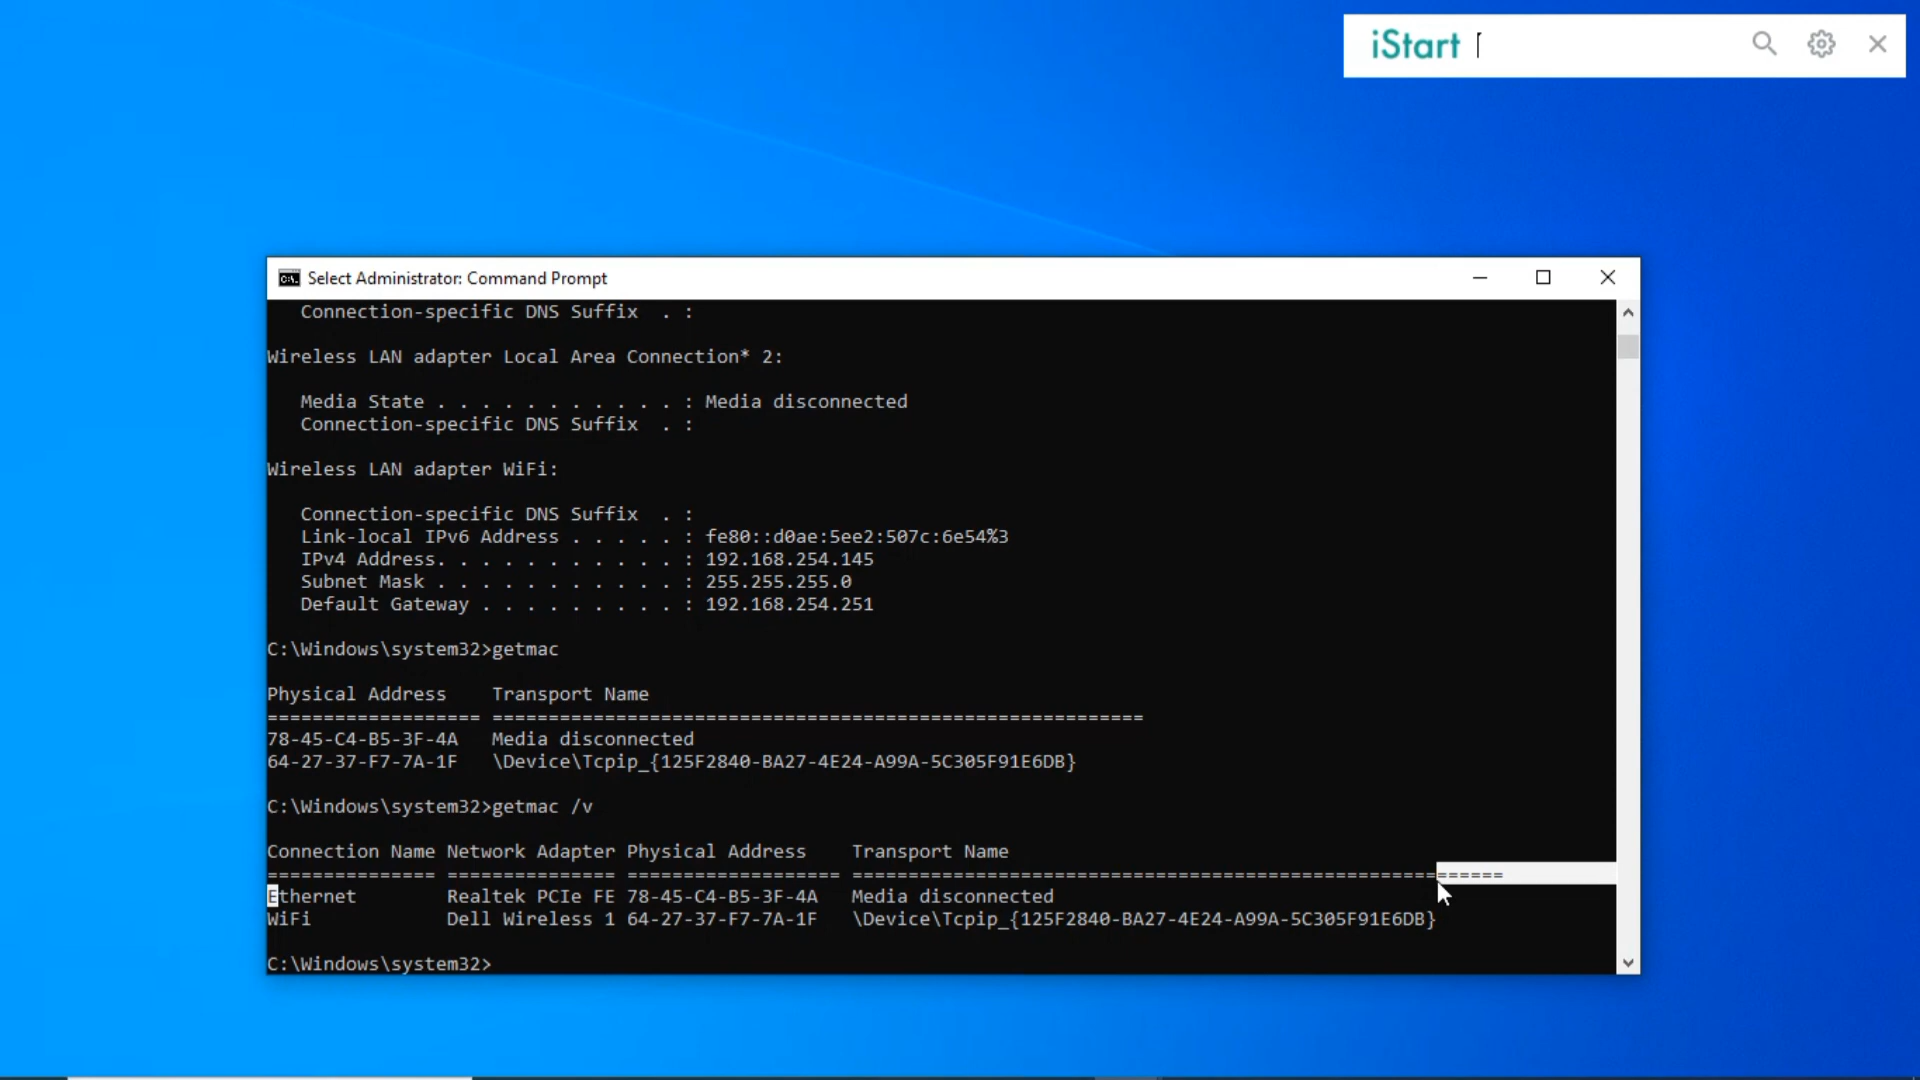 iStart
Select Administrator: Command Prompt
Connection-specific DNS Suffix  . :
Wireless LAN adapter Local Area Connection* 2:
Media State . . . . . . . . . . . : Media disconnected
Connection-specific DNS Suffix  . :
Wireless LAN adapter WiFi:
Connection-specific DNS Suffix  . :
Link-local IPv6 Address . . . . . : fe80::d0ae:5ee2:507c:6e54%3
IPv4 Address. . . . . . . . . . . : 192.168.254.145
Subnet Mask . . . . . . . . . . . : 255.255.255.0
Default Gateway . . . . . . . . . : 192.168.254.251
C:\Windows\system32>getmac
Physical Address    Transport Name
=================== ==========================================================
78-45-C4-B5-3F-4A   Media disconnected
64-27-37-F7-7A-1F   \Device\Tcpip_{125F2840-BA27-4E24-A99A-5C305F91E6DB}
C:\Windows\system32>getmac /v
Connection Name Network Adapter Physical Address    Transport Name
=============== =============== =================== ==========================================================
Ethernet        Realtek PCIe FE 78-45-C4-B5-3F-4A   Media disconnected
WiFi            Dell Wireless 1 64-27-37-F7-7A-1F   \Device\Tcpip_{125F2840-BA27-4E24-A99A-5C305F91E6DB}
C:\Windows\system32>